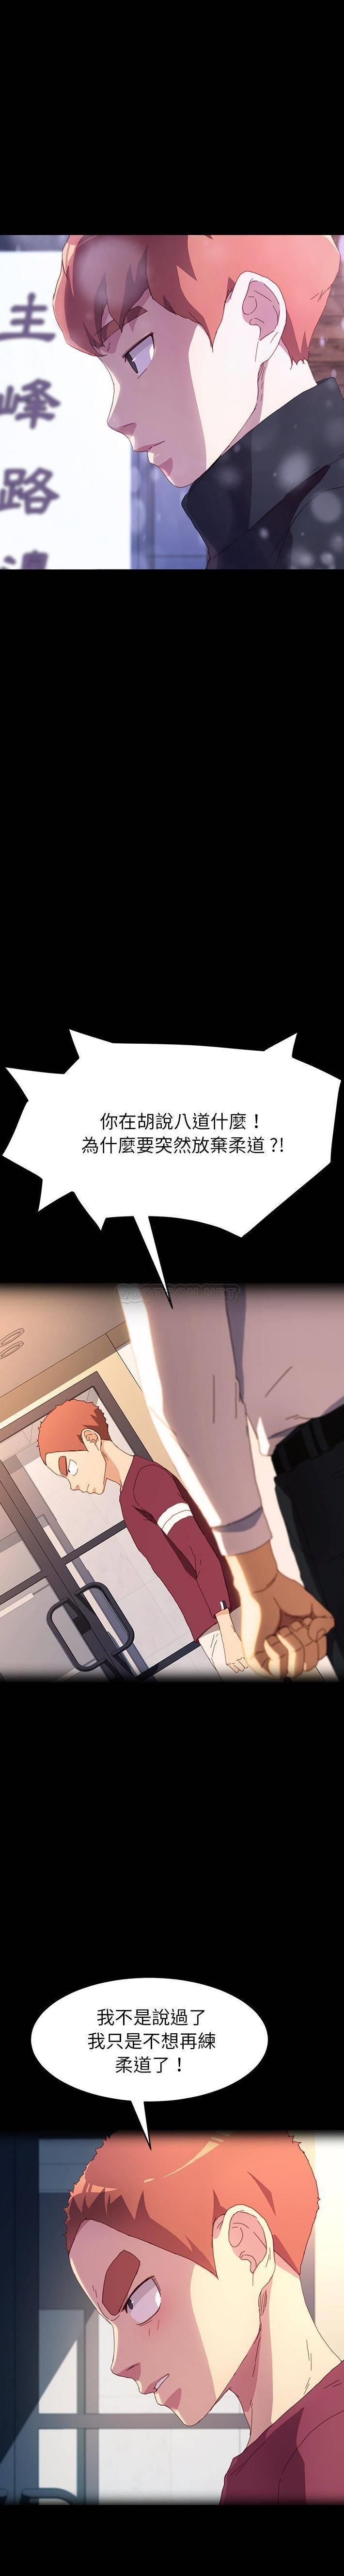 主峰路
你在胡說八道什麼！
為什麼要突然放棄柔道?!
我不是說過了
我只是不想再練
柔道了！